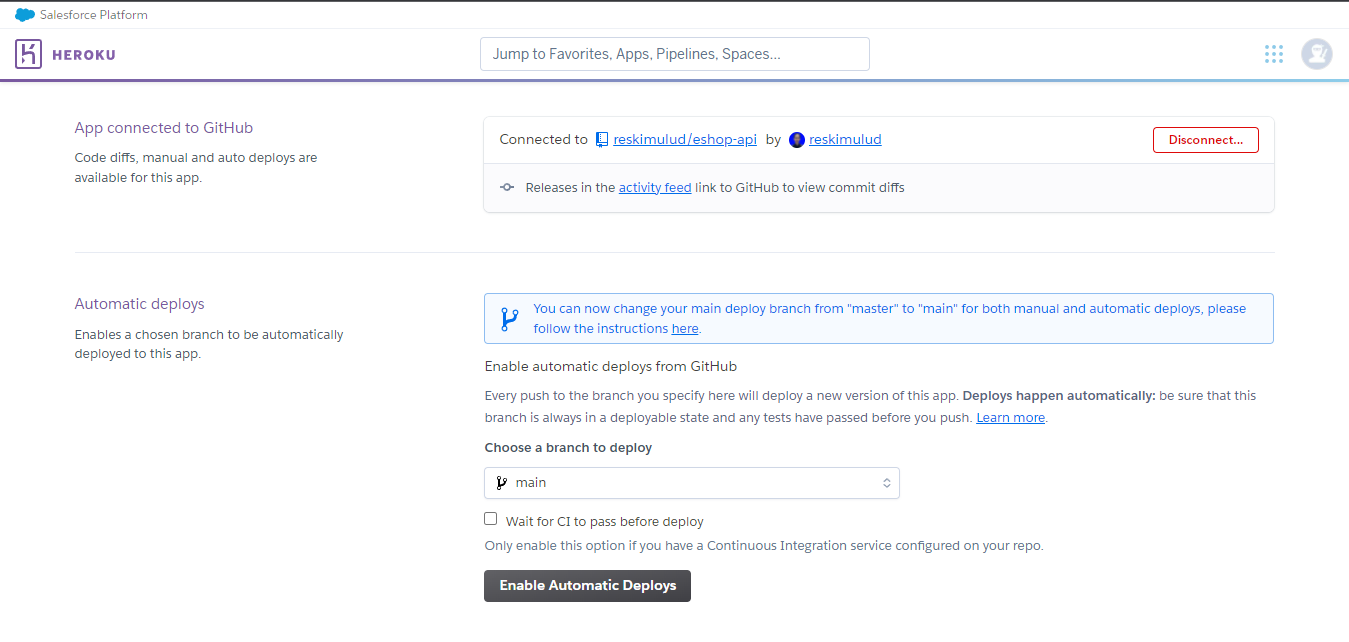 Salesforce Platform
HEROKU
Jump to Favorites, Apps, Pipelines, Spaces...
App connected to GitHub
Code diffs, manual and auto deploys are
available for this app.
Connected to reskimulud/eshop-api by reskimulud
Disconnect...
Releases in the activity feed link to GitHub to view commit diffs
Automatic deploys
Enables a chosen branch to be automatically
deployed to this app.
You can now change your main deploy branch from "master" to "main" for both manual and automatic deploys, please
follow the instructions here.
Enable automatic deploys from GitHub
Every push to the branch you specify here will deploy a new version of this app. Deploys happen automatically: be sure that this
branch is always in a deployable state and any tests have passed before you push. Learn more.
Choose a branch to deploy
main
Wait for CI to pass before deploy
Only enable this option if you have a Continuous Integration service configured on your repo.
Enable Automatic Deploys